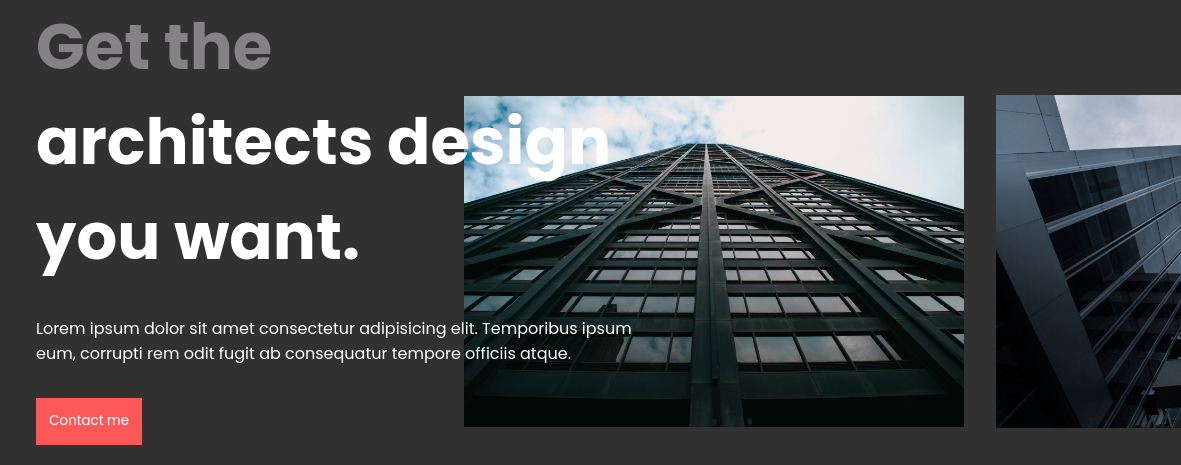 Get the
architects design
you want.
Lorem ipsum dolor sit amet consectetur adipisicing elit. Temporibus ipsum
eum, corrupti rem odit fugit ab consequatur tempore officiis atque.
Contact me